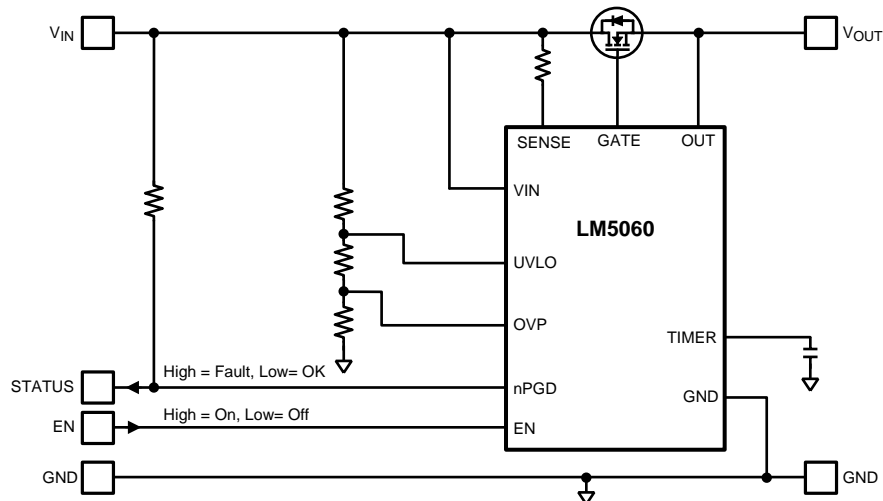 VIN
VOUT
SENSE
GATE
OUT
VIN
LM5060
UVLO
OVP
TIMER
STATUS
High = Fault, Low= OK
nPGD
GND
EN
High = On, Low= Off
EN
GND
GND